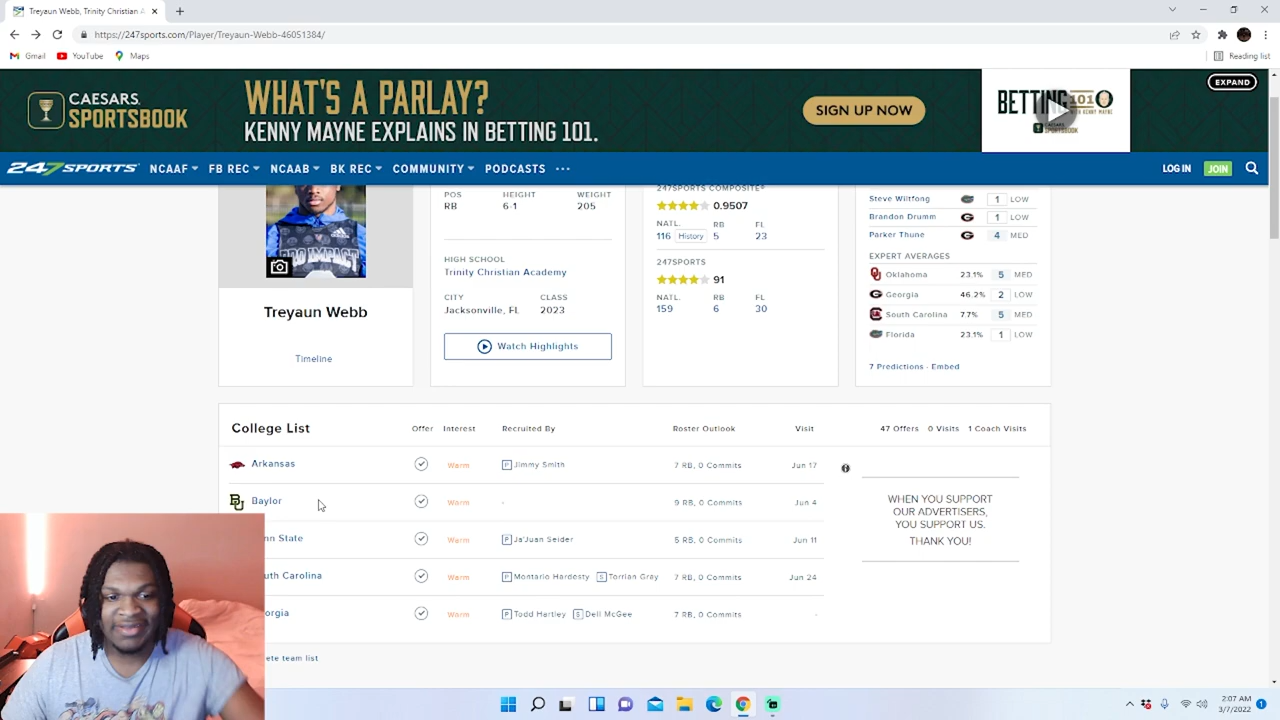 Treyaun Webb, Trinity Christian A
https://247sports.com/Player/Treyaun-Webb-46051384/
Gmail YouTube Maps Reading list
CAESARS SPORTSBOOK
WHAT'S A PARLAY?
KENNY MAYNE EXPLAINS IN BETTING 101.
SIGN UP NOW
BETTING 101
EXPAND
247SPORTS NCAAF FB REC NCAAB BK REC COMMUNITY PODCASTS ... LOG IN JOIN
Treyaun Webb
Timeline
POS HEIGHT WEIGHT
RB 6-1 205
HIGH SCHOOL
Trinity Christian Academy
CITY CLASS
Jacksonville, FL 2023
Watch Highlights
247SPORTS COMPOSITE®
0.9507
NATL. RB FL
116 History 5 23
247SPORTS
91
NATL. RB FL
159 6 30
Steve Wiltfong 1 LOW
Brandon Drumm 1 LOW
Parker Thune 4 MED
EXPERT AVERAGES
Oklahoma 23.1% 5 MED
Georgia 46.2% 2 LOW
South Carolina 7.7% 5 MED
Florida 23.1% 1 LOW
7 Predictions - Embed
College List Offer Interest Recruited By Roster Outlook Visit 47 Offers 0 Visits 1 Coach Visits
Arkansas Warm P Jimmy Smith 7 RB, 0 Commits Jun 17
Baylor Warm - 9 RB, 0 Commits Jun 4
nn State Warm P Ja'Juan Seider 5 RB, 0 Commits Jun 11
uth Carolina Warm P Montario Hardesty S Torrian Gray 7 RB, 0 Commits Jun 24
rgia Warm P Todd Hartley S Dell McGee 7 RB, 0 Commits -
ete team list
WHEN YOU SUPPORT
OUR ADVERTISERS,
YOU SUPPORT US.
THANK YOU!
2:07 AM
3/7/2022